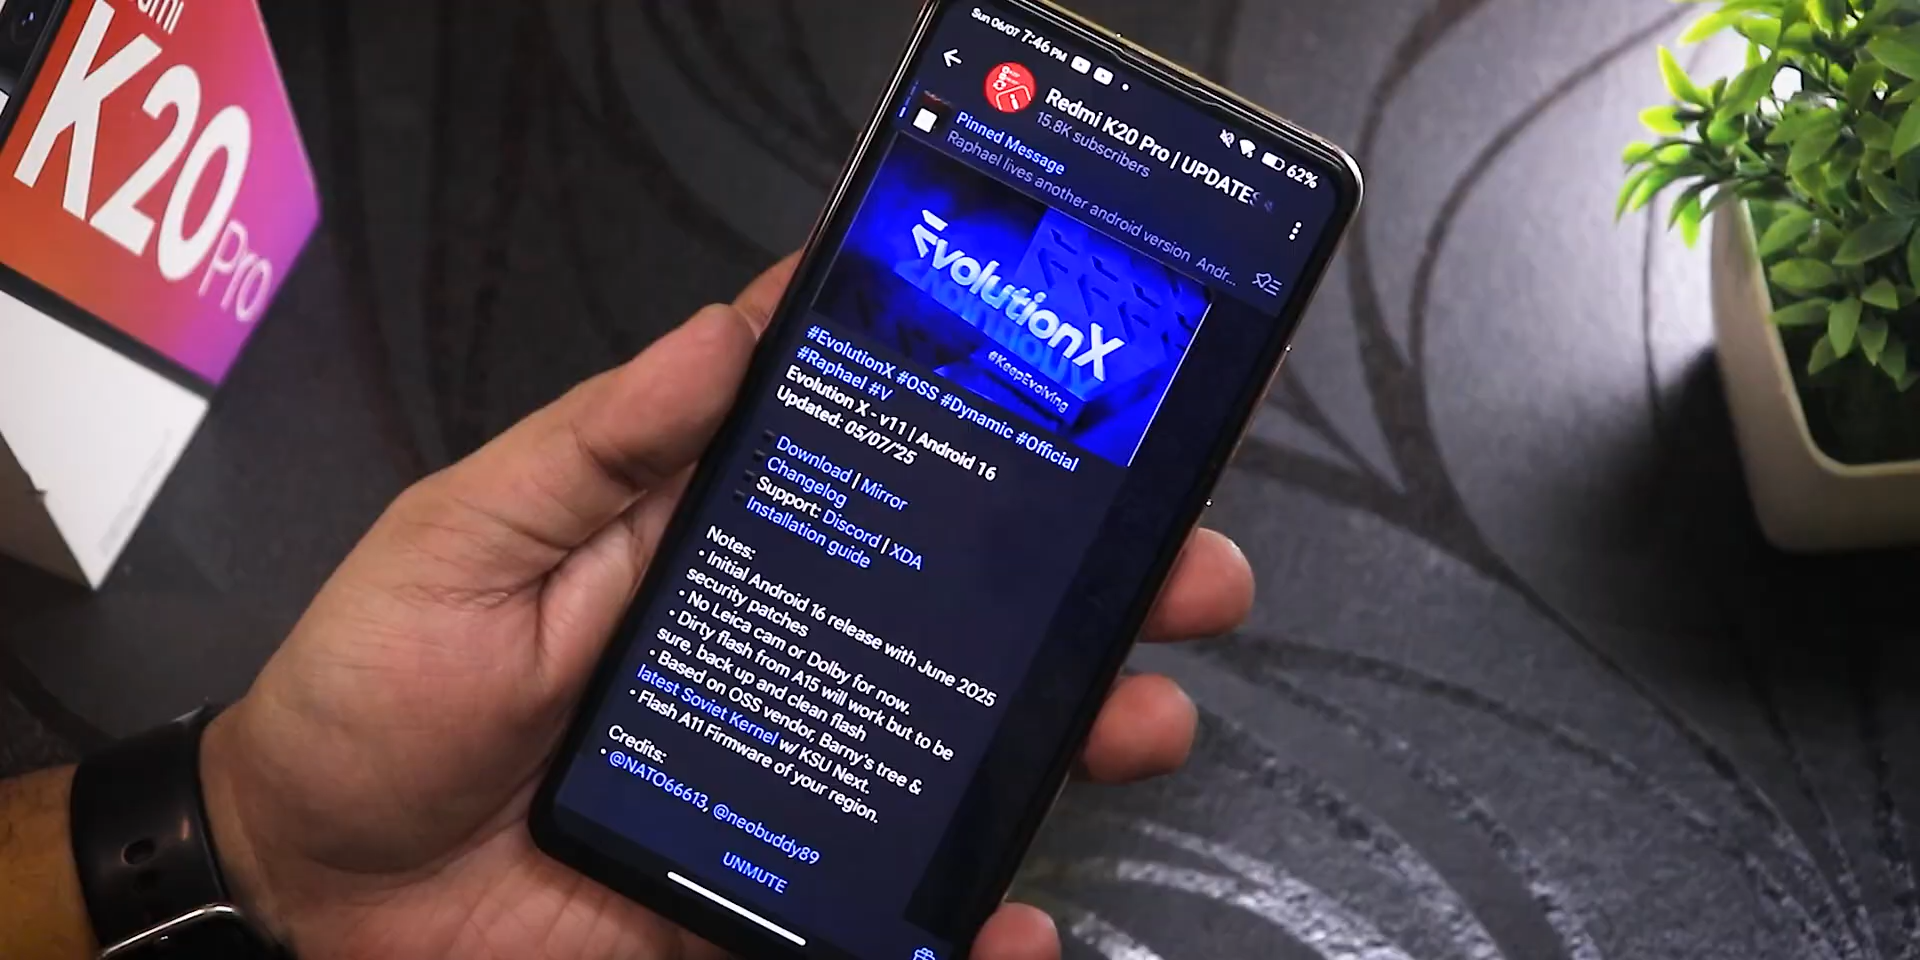 K20
Pro
Sun 06/07 7:46 PM
62%
Redmi K20 Pro | UPDATES
15.8K subscribers
Pinned Message
Raphael lives another android version Andr...
EvolutionX
#KeepEvolving
#EvolutionX #OSS #Dynamic #Official
#Raphael #V
Evolution X - v11 | Android 16
Updated: 05/07/'25
Download | Mirror
Changelog
Support: Discord | XDA
Installation guide
Notes:
• Initial Android 16 release with June 2025
security patches
• No Leica cam or Dolby for now.
• Dirty flash from A15 will work but to be
sure, back up and clean flash
• Based on OSS vendor, Barny's tree &
latest Soviet Kernel w/ KSU Next.
• Flash A11 Firmware of your region.
Credits:
• @NATO66613, @neobuddy89
UNMUTE